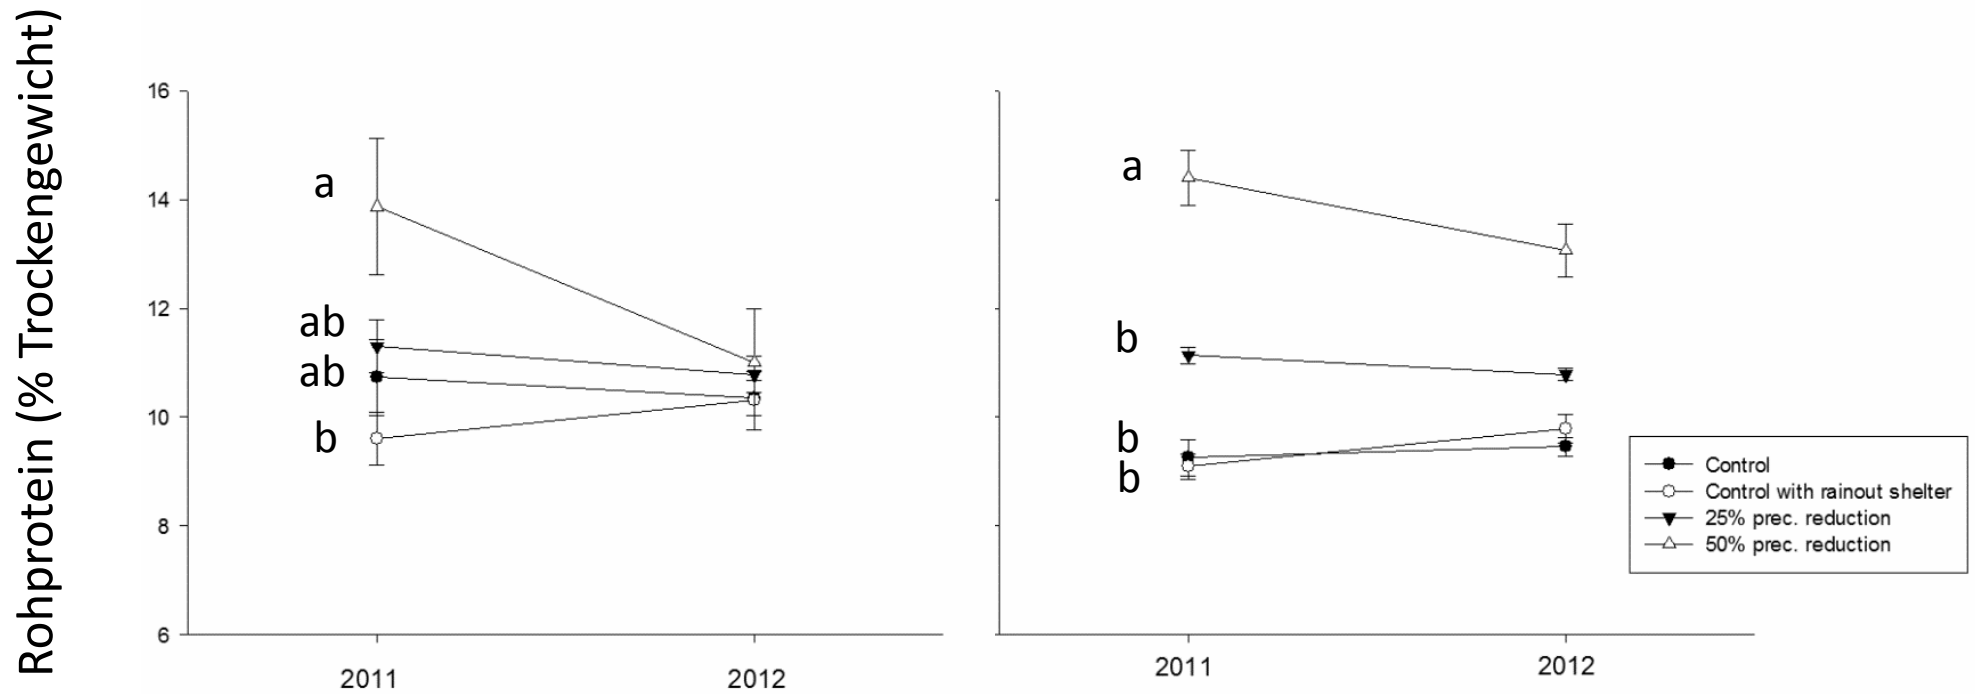 Rohprotein (% Trockengewicht)
16
14
12
10
8
6
a
ab
ab
b
2011
2012
a
b
b
b
2011
2012
Control
Control with rainout shelter
25% prec. reduction
50% prec. reduction